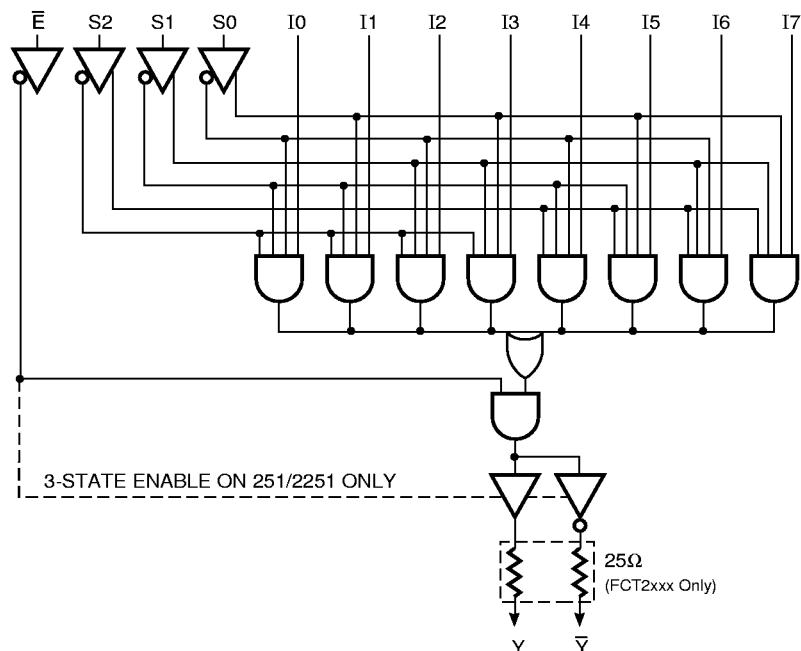 E̅ S2 S1 S0 I0 I1 I2 I3 I4 I5 I6 I7
3-STATE ENABLE ON 251/2251 ONLY
25Ω
(FCT2xxx Only)
Y Y̅